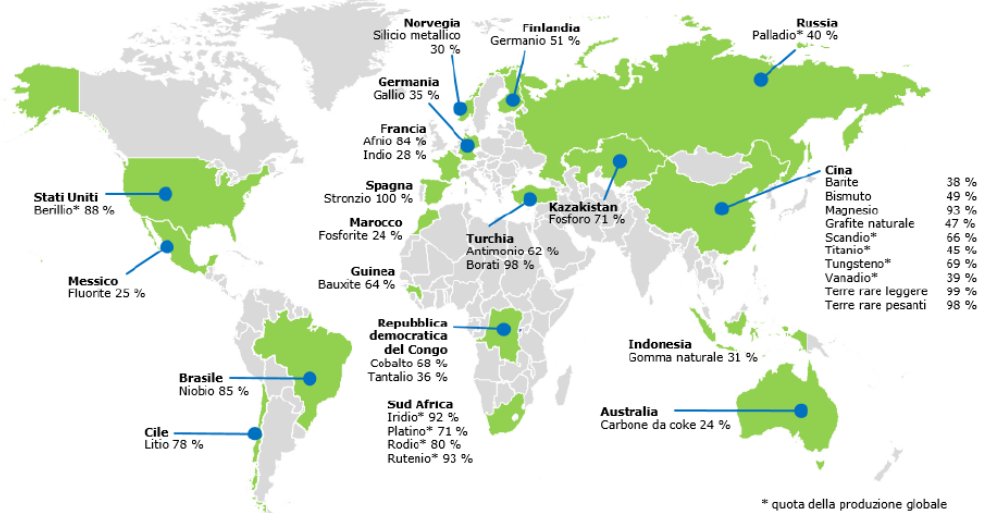 Norvegia
Silicio metallico
30 %
Finlandia
Germanio 51 %
Russia
Palladio* 40 %
Germania
Gallio 35 %
Francia
Afnio 84 %
Indio 28 %
Spagna
Stronzio 100 %
Marocco
Fosforite 24 %
Guinea
Bauxite 64 %
Stati Uniti
Berillio* 88 %
Messico
Fluorite 25 %
Brasile
Niobio 85 %
Cile
Litio 78 %
Turchia
Antimonio 62 %
Borati 98 %
Kazakistan
Fosforo 71 %
Cina
Barite 38 %
Bismuto 49 %
Magnesio 93 %
Grafite naturale 47 %
Scandio* 66 %
Titanio* 45 %
Tungsteno* 69 %
Vanadio* 39 %
Terre rare leggere 99 %
Terre rare pesanti 98 %
Repubblica
democratica
del Congo
Cobalto 68 %
Tantalio 36 %
Sud Africa
Iridio* 92 %
Platino* 71 %
Rodio* 80 %
Rutenio* 93 %
Indonesia
Gomma naturale 31 %
Australia
Carbone da coke 24 %
* quota della produzione globale